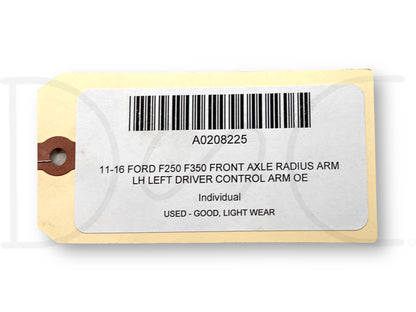 A0208225
11-16 FORD F250 F350 FRONT AXLE RADIUS ARM
LH LEFT DRIVER CONTROL ARM OE
Individual
USED - GOOD, LIGHT WEAR